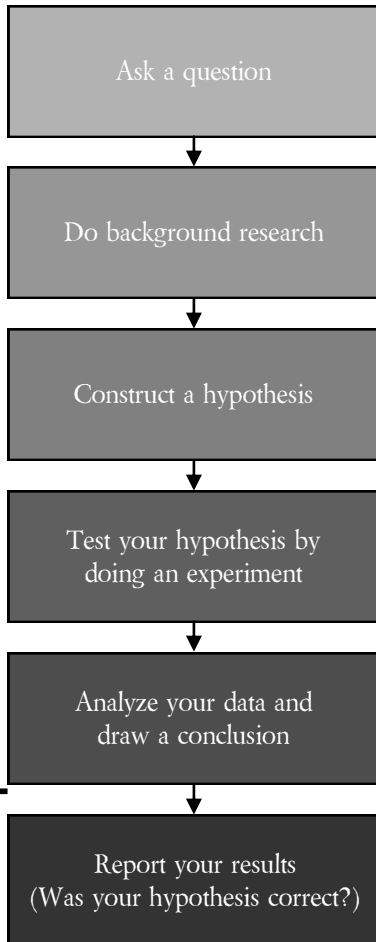 Ask a question
Do background research
Construct a hypothesis
Test your hypothesis by
doing an experiment
Analyze your data and
draw a conclusion
Report your results
(Was your hypothesis correct?)